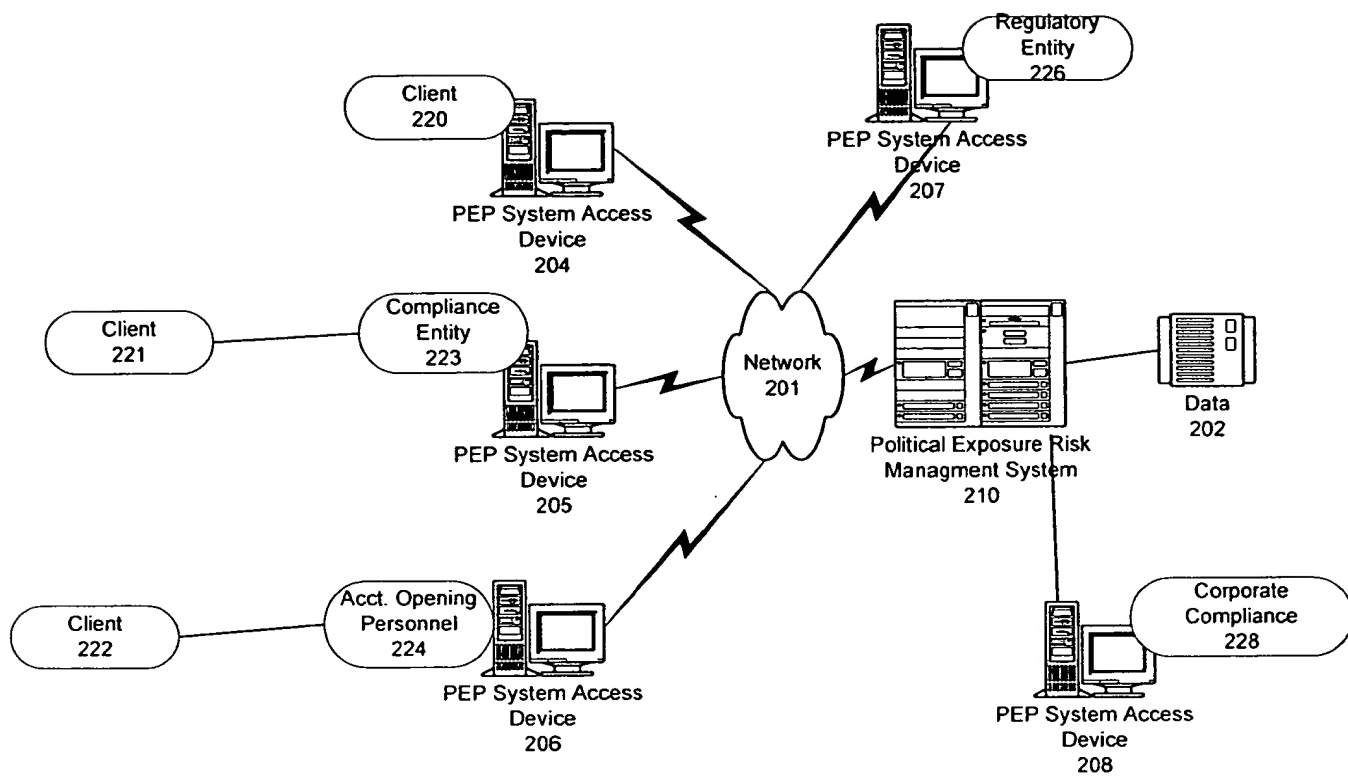 Regulatory
Entity
226
Client
220
PEP System Access
Device
207
PEP System Access
Device
204
Compliance
Entity
223
Client
221
Network
201
PEP System Access
Device
205
Data
202
Political Exposure Risk
Managment System
210
Acct. Opening
Personnel
224
Client
222
Corporate
Compliance
228
PEP System Access
Device
206
PEP System Access
Device
208